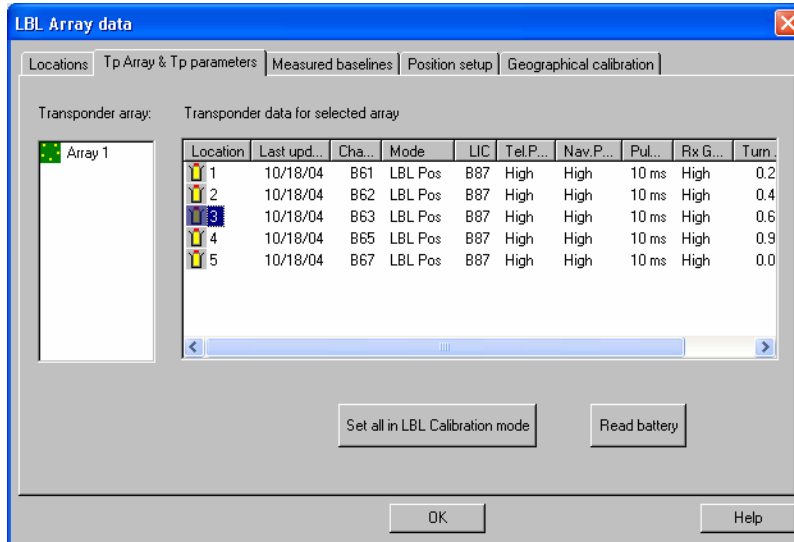 LBL Array data
Locations Tp Array & Tp parameters Measured baselines Position setup Geographical calibration
Transponder array: Transponder data for selected array
Array 1
Location Last upd... Cha... Mode LIC Tel.P... Nav.P... Pul... Rx G... Turn
1 10/18/04 B61 LBL Pos B87 High High 10 ms High 0.2
2 10/18/04 B62 LBL Pos B87 High High 10 ms High 0.4
3 10/18/04 B63 LBL Pos B87 High High 10 ms High 0.6
4 10/18/04 B65 LBL Pos B87 High High 10 ms High 0.9
5 10/18/04 B67 LBL Pos B87 High High 10 ms High 0.0
Set all in LBL Calibration mode Read battery
OK Help